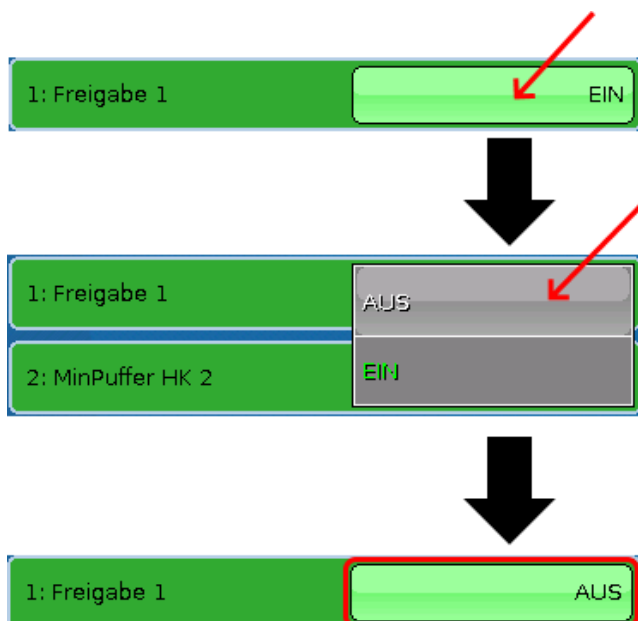 1: Freigabe 1 EIN
1: Freigabe 1 AUS
2: MinPuffer HK 2 EIN
1: Freigabe 1 AUS